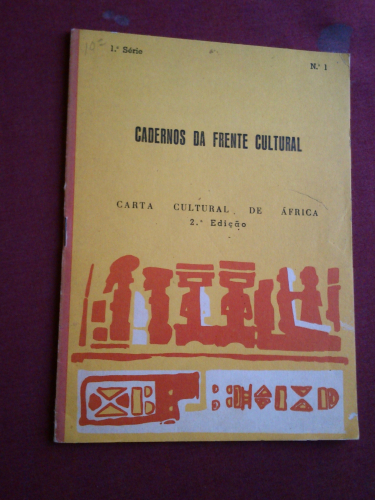 1.ª Série
N.º 1
CADERNOS DA FRENTE CULTURAL
CARTA CULTURAL DE ÁFRICA
2.ª Edição